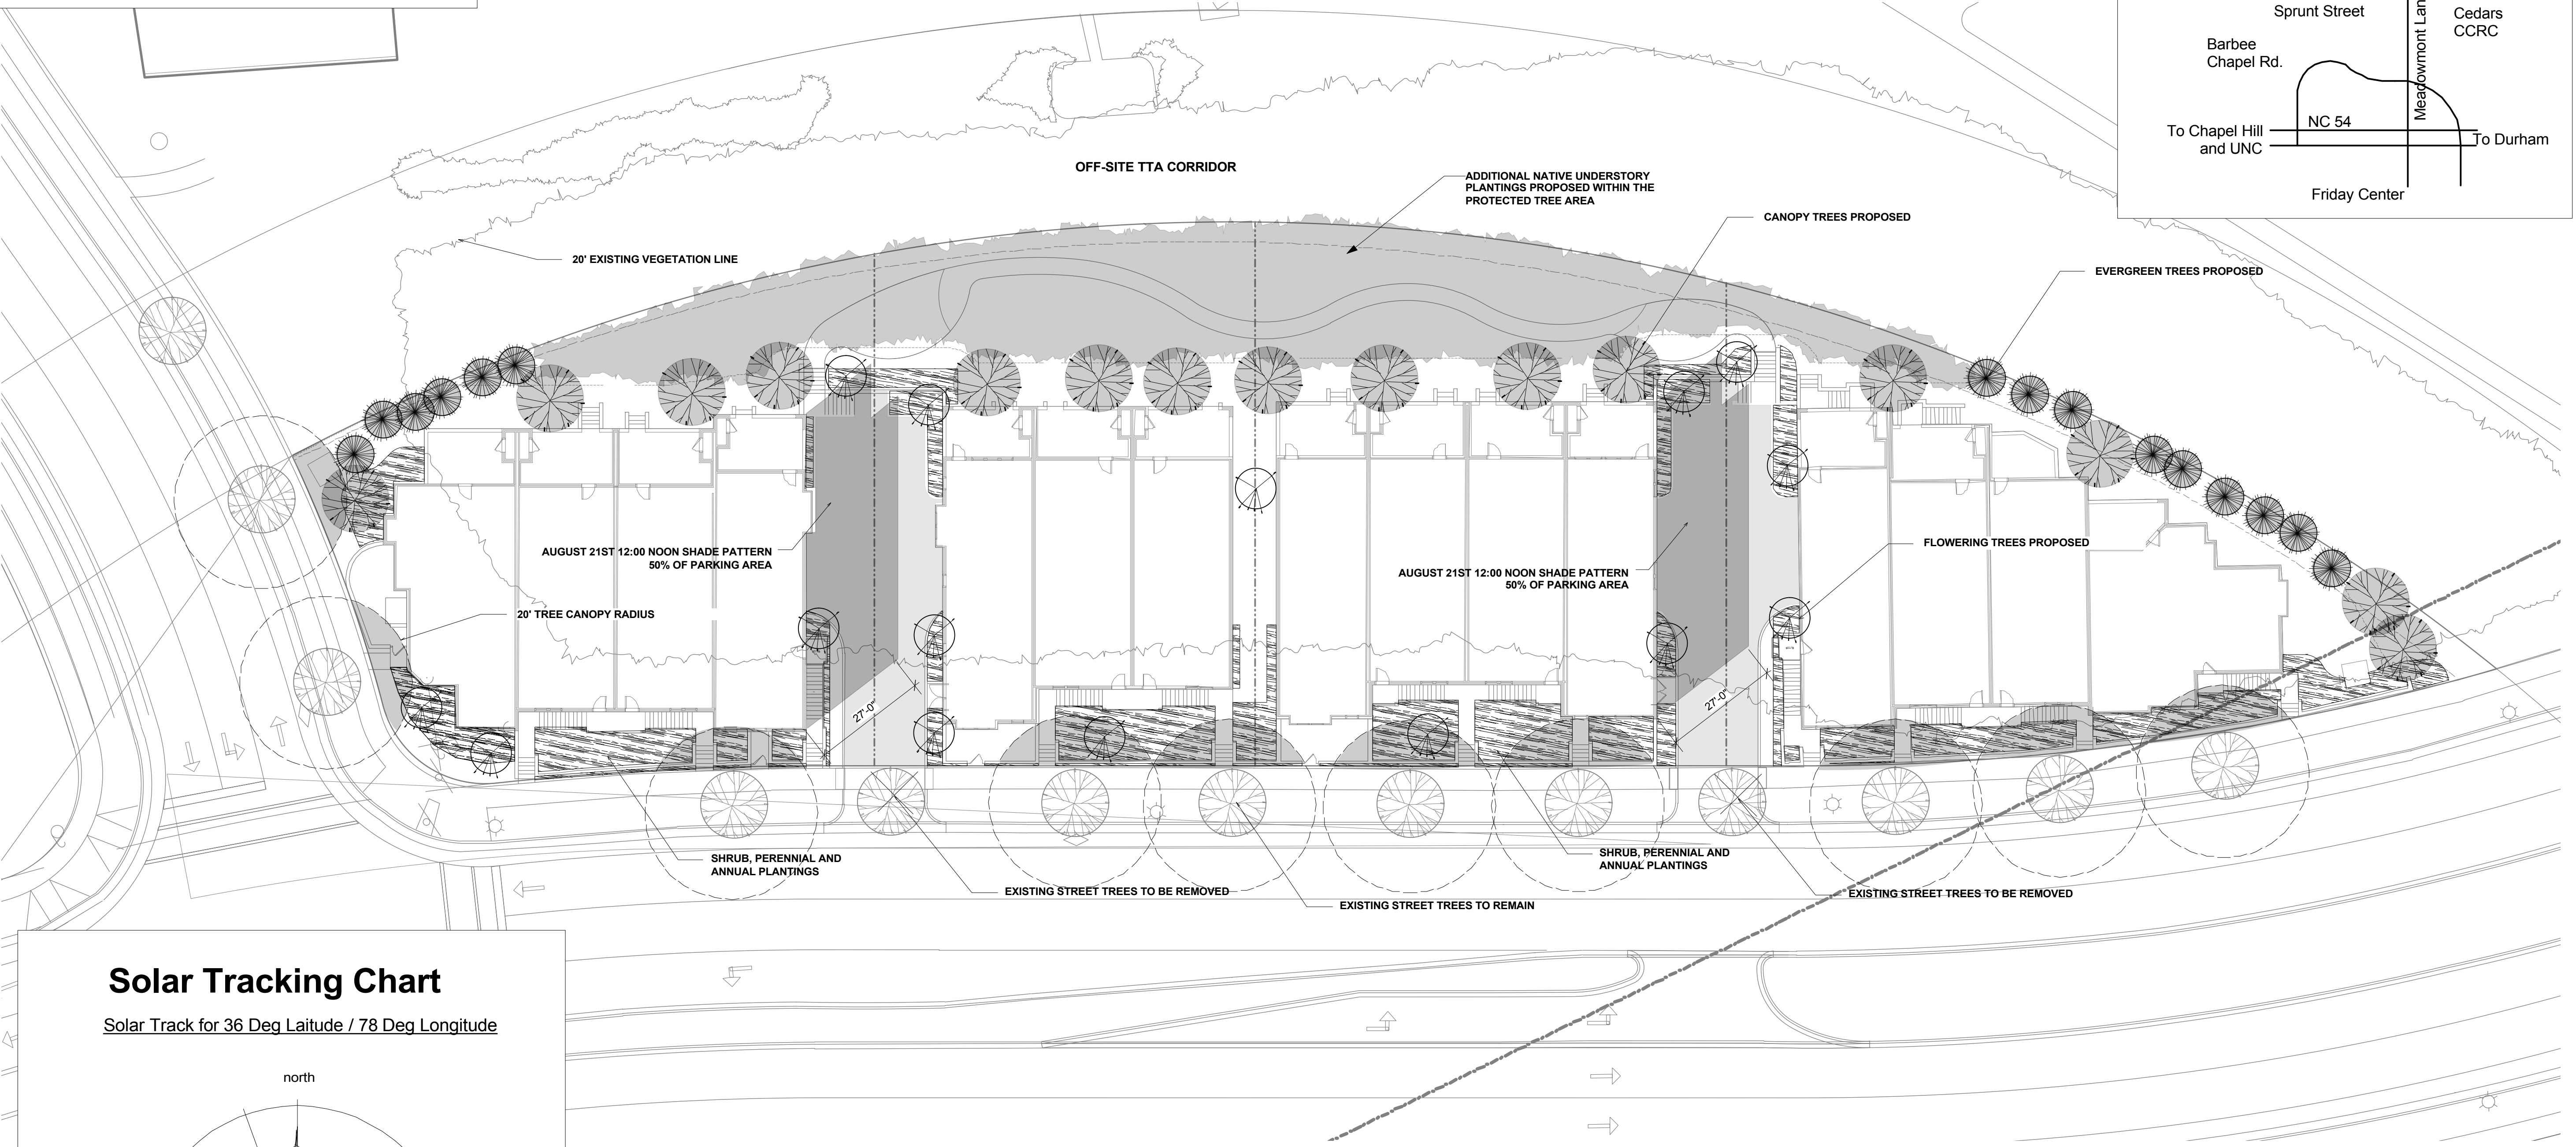 Sprunt Street
Meadowmont Lan
Cedars
CCRC
Barbee
Chapel Rd.
NC 54
To Chapel Hill
and UNC
To Durham
Friday Center
OFF-SITE TTA CORRIDOR
ADDITIONAL NATIVE UNDERSTORY
PLANTINGS PROPOSED WITHIN THE
PROTECTED TREE AREA
CANOPY TREES PROPOSED
20' EXISTING VEGETATION LINE
EVERGREEN TREES PROPOSED
AUGUST 21ST 12:00 NOON SHADE PATTERN
50% OF PARKING AREA
AUGUST 21ST 12:00 NOON SHADE PATTERN
50% OF PARKING AREA
FLOWERING TREES PROPOSED
20' TREE CANOPY RADIUS
27'-0"
27'-0"
SHRUB, PERENNIAL AND
ANNUAL PLANTINGS
SHRUB, PERENNIAL AND
ANNUAL PLANTINGS
EXISTING STREET TREES TO BE REMOVED
EXISTING STREET TREES TO REMAIN
EXISTING STREET TREES TO BE REMOVED
Solar Tracking Chart
Solar Track for 36 Deg Laitude / 78 Deg Longitude
north